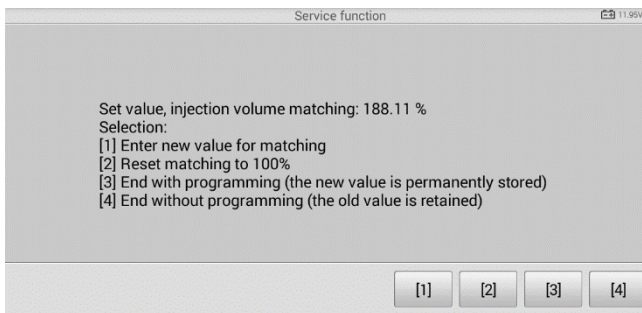 Service function
11.95V
Set value, injection volume matching: 188.11 %
Selection:
[1] Enter new value for matching
[2] Reset matching to 100%
[3] End with programming (the new value is permanently stored)
[4] End without programming (the old value is retained)
[1] [2] [3] [4]